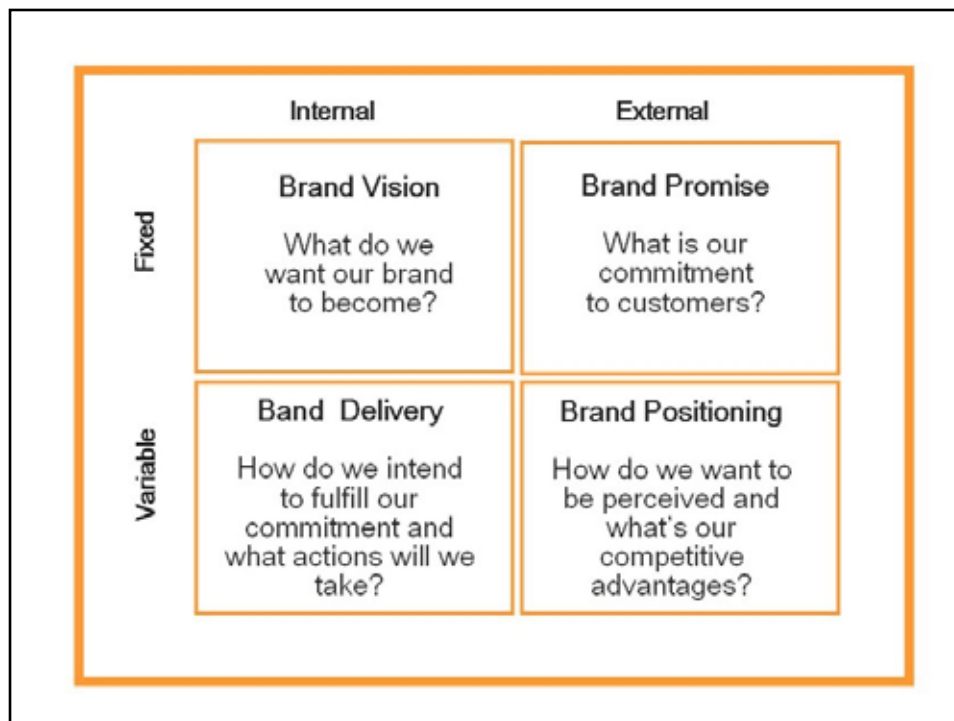 Internal
External
Fixed
Brand Vision
What do we
want our brand
to become?
Brand Promise
What is our
commitment
to customers?
Variable
Band Delivery
How do we intend
to fulfill our
commitment and
what actions will we
take?
Brand Positioning
How do we want to
be perceived and
what's our
competitive
advantages?